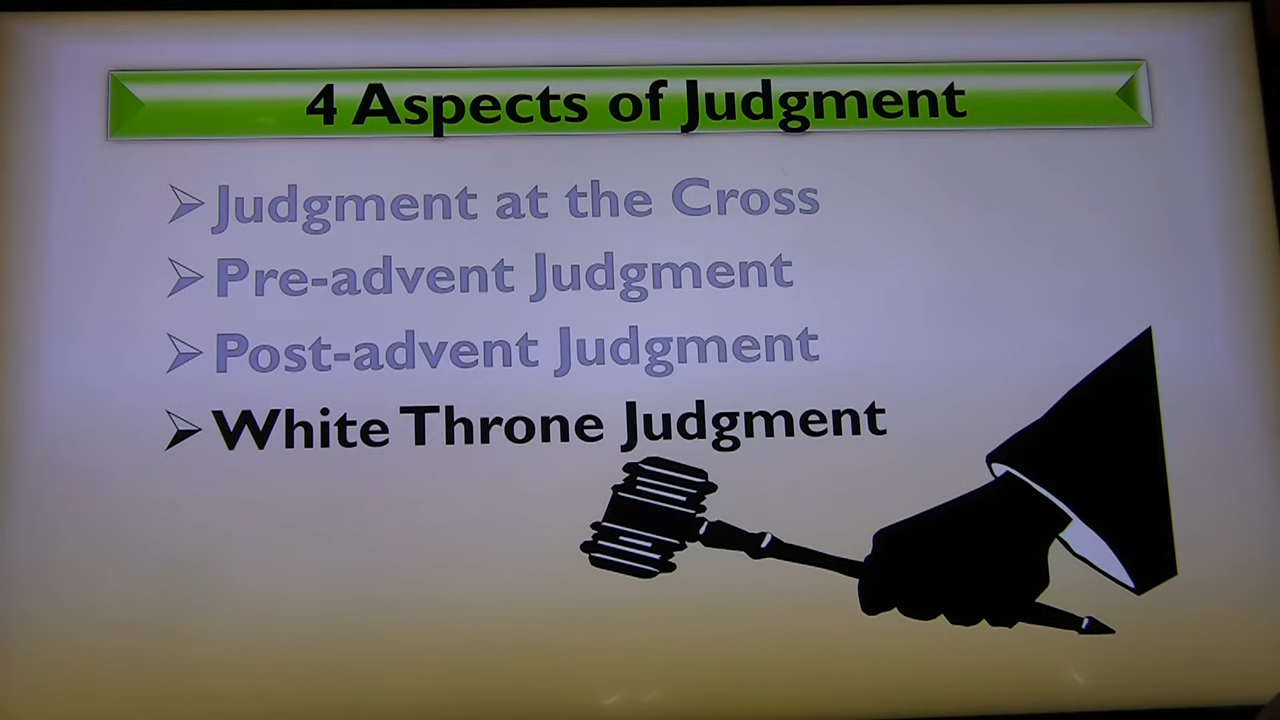 4 Aspects of Judgment
Judgment at the Cross
Pre-advent Judgment
Post-advent Judgment
White Throne Judgment